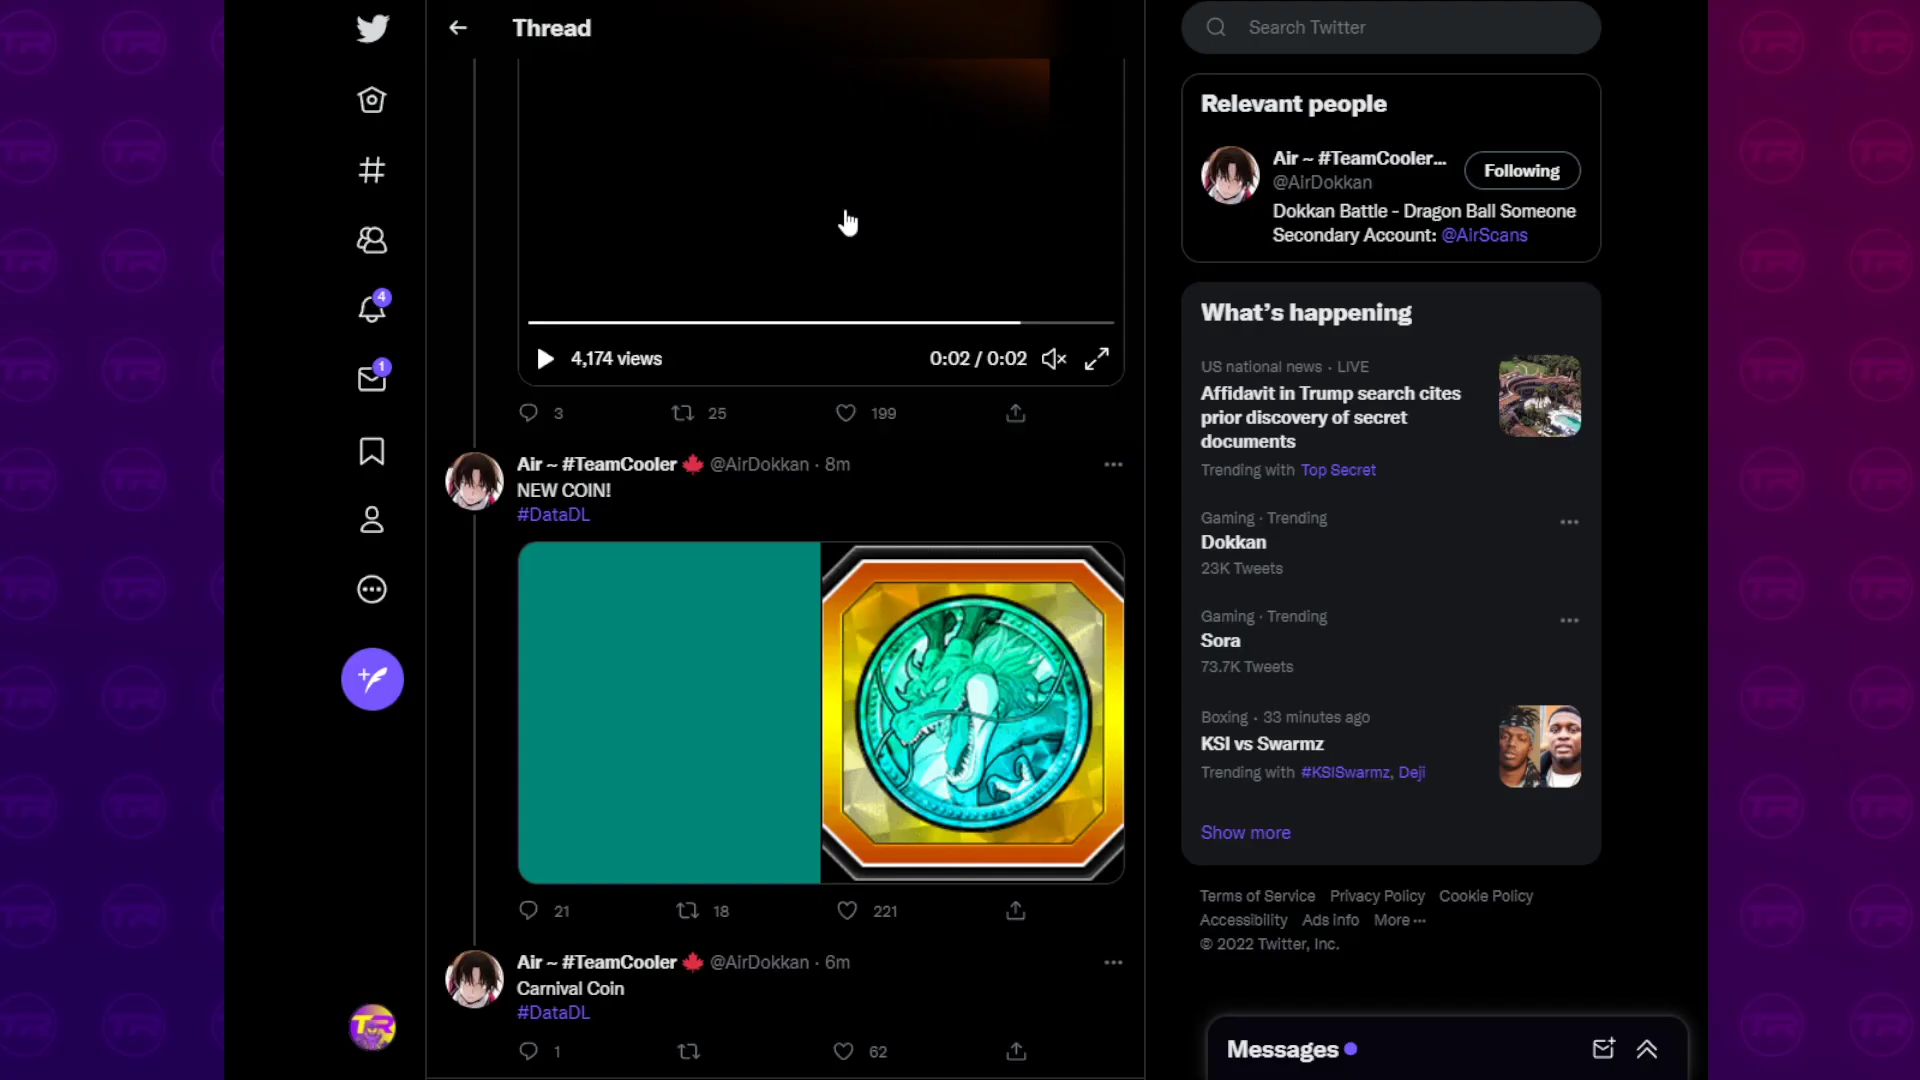 Thread
4,174 views
0:02 / 0:02
3
25
199
Air ~ #TeamCooler 🍁 @AirDokkan · 8m
NEW COIN!
#DataDL
21
18
221
Air ~ #TeamCooler 🍁 @AirDokkan · 6m
Carnival Coin
#DataDL
1
62
4
1
Search Twitter
Relevant people
Air ~ #TeamCooler...
@AirDokkan
Following
Dokkan Battle - Dragon Ball Someone
Secondary Account: @AirScans
What's happening
US national news · LIVE
Affidavit in Trump search cites
prior discovery of secret
documents
Trending with Top Secret
Gaming · Trending
Dokkan
23K Tweets
Gaming · Trending
Sora
73.7K Tweets
Boxing · 33 minutes ago
KSI vs Swarmz
Trending with #KSISwarmz, Deji
Show more
Terms of Service Privacy Policy Cookie Policy
Accessibility Ads info More ···
© 2022 Twitter, Inc.
Messages
TR